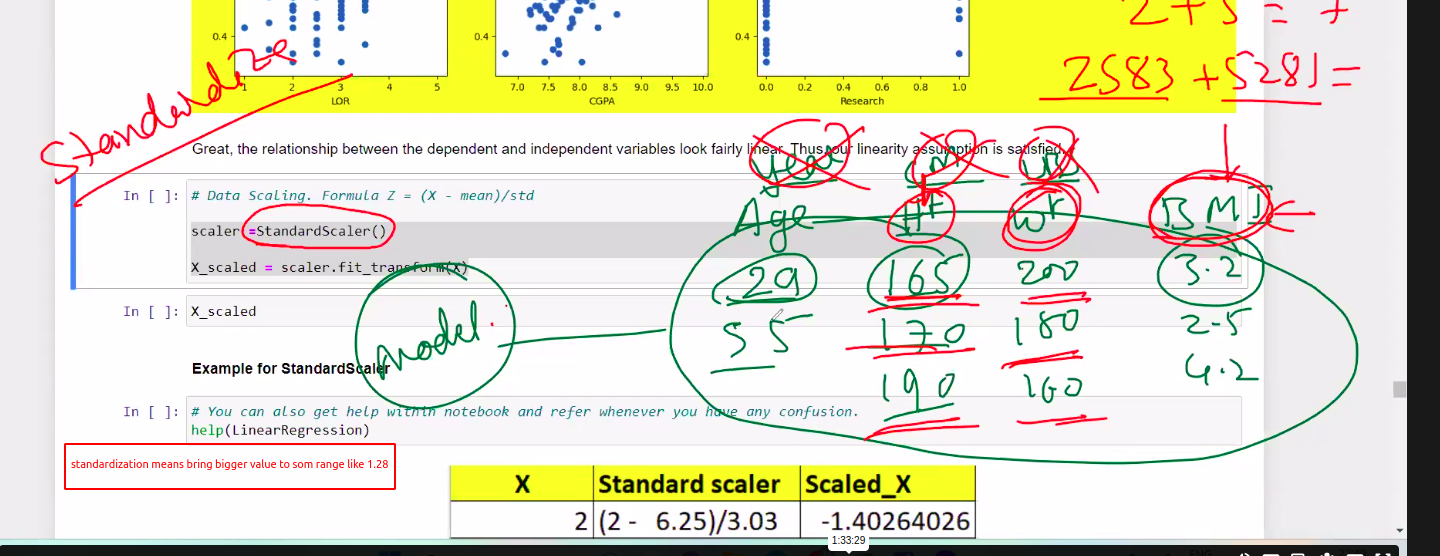 2 + 5 = 7
0.4 0.4 0.4
2583 + 5281 =
1 2 3 4 5 7.0 7.5 8.0 8.5 9.0 9.5 10.0 0.0 0.2 0.4 0.6 0.8 1.0
LOR CGPA Research
Standardize
Great, the relationship between the dependent and independent variables look fairly linear. Thus our linearity assumption is satisfied.
In [ ]: # Data Scaling. Formula Z = (X - mean)/std
scaler =StandardScaler()
X_scaled = scaler.fit_transform(X)
Age HT WT BMI
29 165 200 3.2
55 170 180 2-5
190 160 4.2
model.
In [ ]: X_scaled
Example for StandardScaler
In [ ]: # You can also get help within notebook and refer whenever you have any confusion.
help(LinearRegression)
standardization means bring bigger value to som range like 1.28
X Standard scaler Scaled_X
2 (2 - 6.25)/3.03 -1.40264026
1:33:29